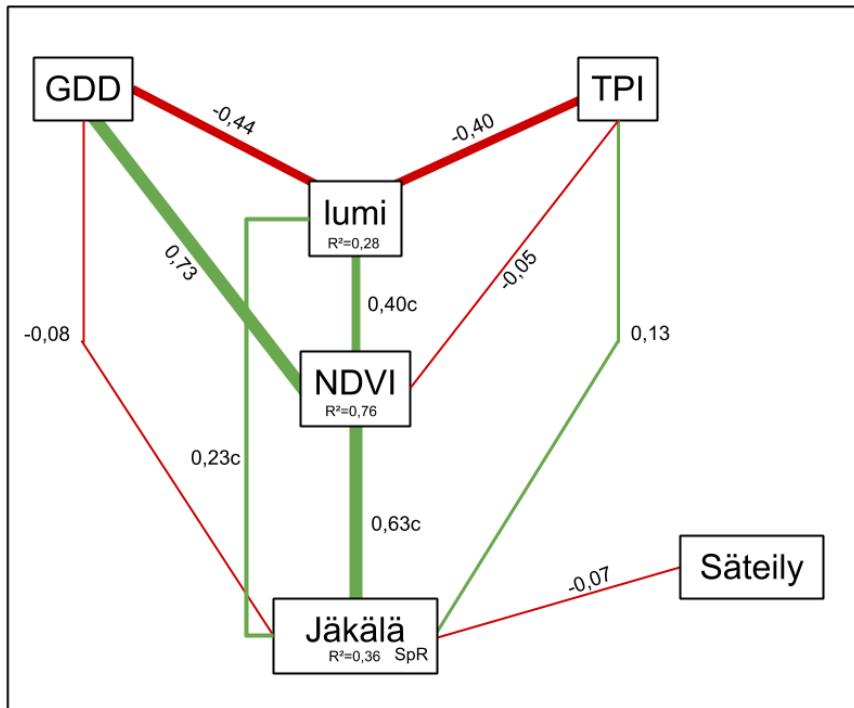 GDD
TPI
-0,44
-0,40
lumi
R²=0,28
0,73
-0,05
0,40c
-0,08
0,13
NDVI
R²=0,76
0,23c
0,63c
Säteily
-0,07
Jäkälä
R²=0,36 SpR